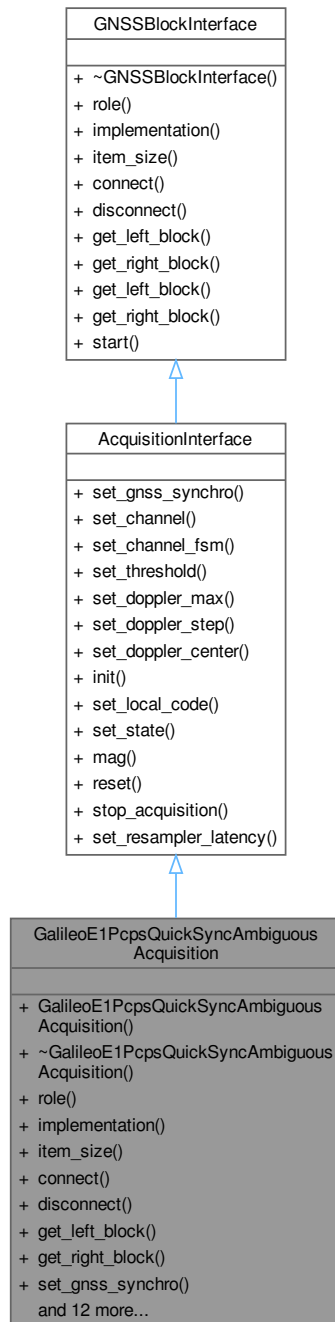 GNSSBlockInterface
+ ~GNSSBlockInterface()
+ role()
+ implementation()
+ item_size()
+ connect()
+ disconnect()
+ get_left_block()
+ get_right_block()
+ get_left_block()
+ get_right_block()
+ start()
AcquisitionInterface
+ set_gnss_synchro()
+ set_channel()
+ set_channel_fsm()
+ set_threshold()
+ set_doppler_max()
+ set_doppler_step()
+ set_doppler_center()
+ init()
+ set_local_code()
+ set_state()
+ mag()
+ reset()
+ stop_acquisition()
+ set_resampler_latency()
GalileoE1PcpsQuickSyncAmbiguous
Acquisition
+ GalileoE1PcpsQuickSyncAmbiguous
Acquisition()
+ ~GalileoE1PcpsQuickSyncAmbiguous
Acquisition()
+ role()
+ implementation()
+ item_size()
+ connect()
+ disconnect()
+ get_left_block()
+ get_right_block()
+ set_gnss_synchro()
and 12 more...